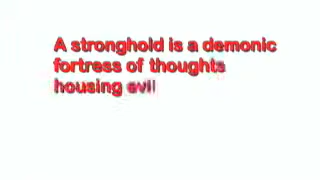 A stronghold is a demonic
fortress of thoughts
housing evil